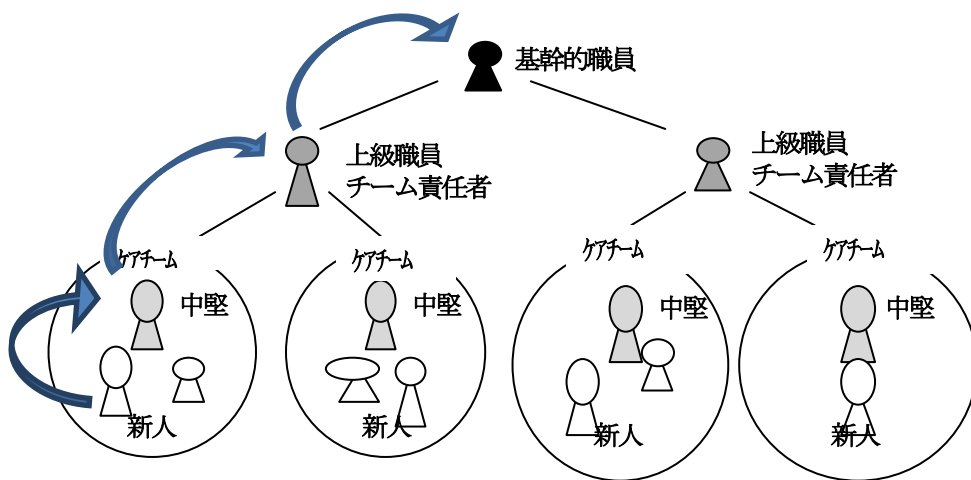 基幹的職員
上級職員
チーム責任者
上級職員
チーム責任者
ｹｱﾁｰﾑ
ｹｱﾁｰﾑ
ｹｱﾁｰﾑ
ｹｱﾁｰﾑ
中堅
中堅
中堅
中堅
新人
新人
新人
新人